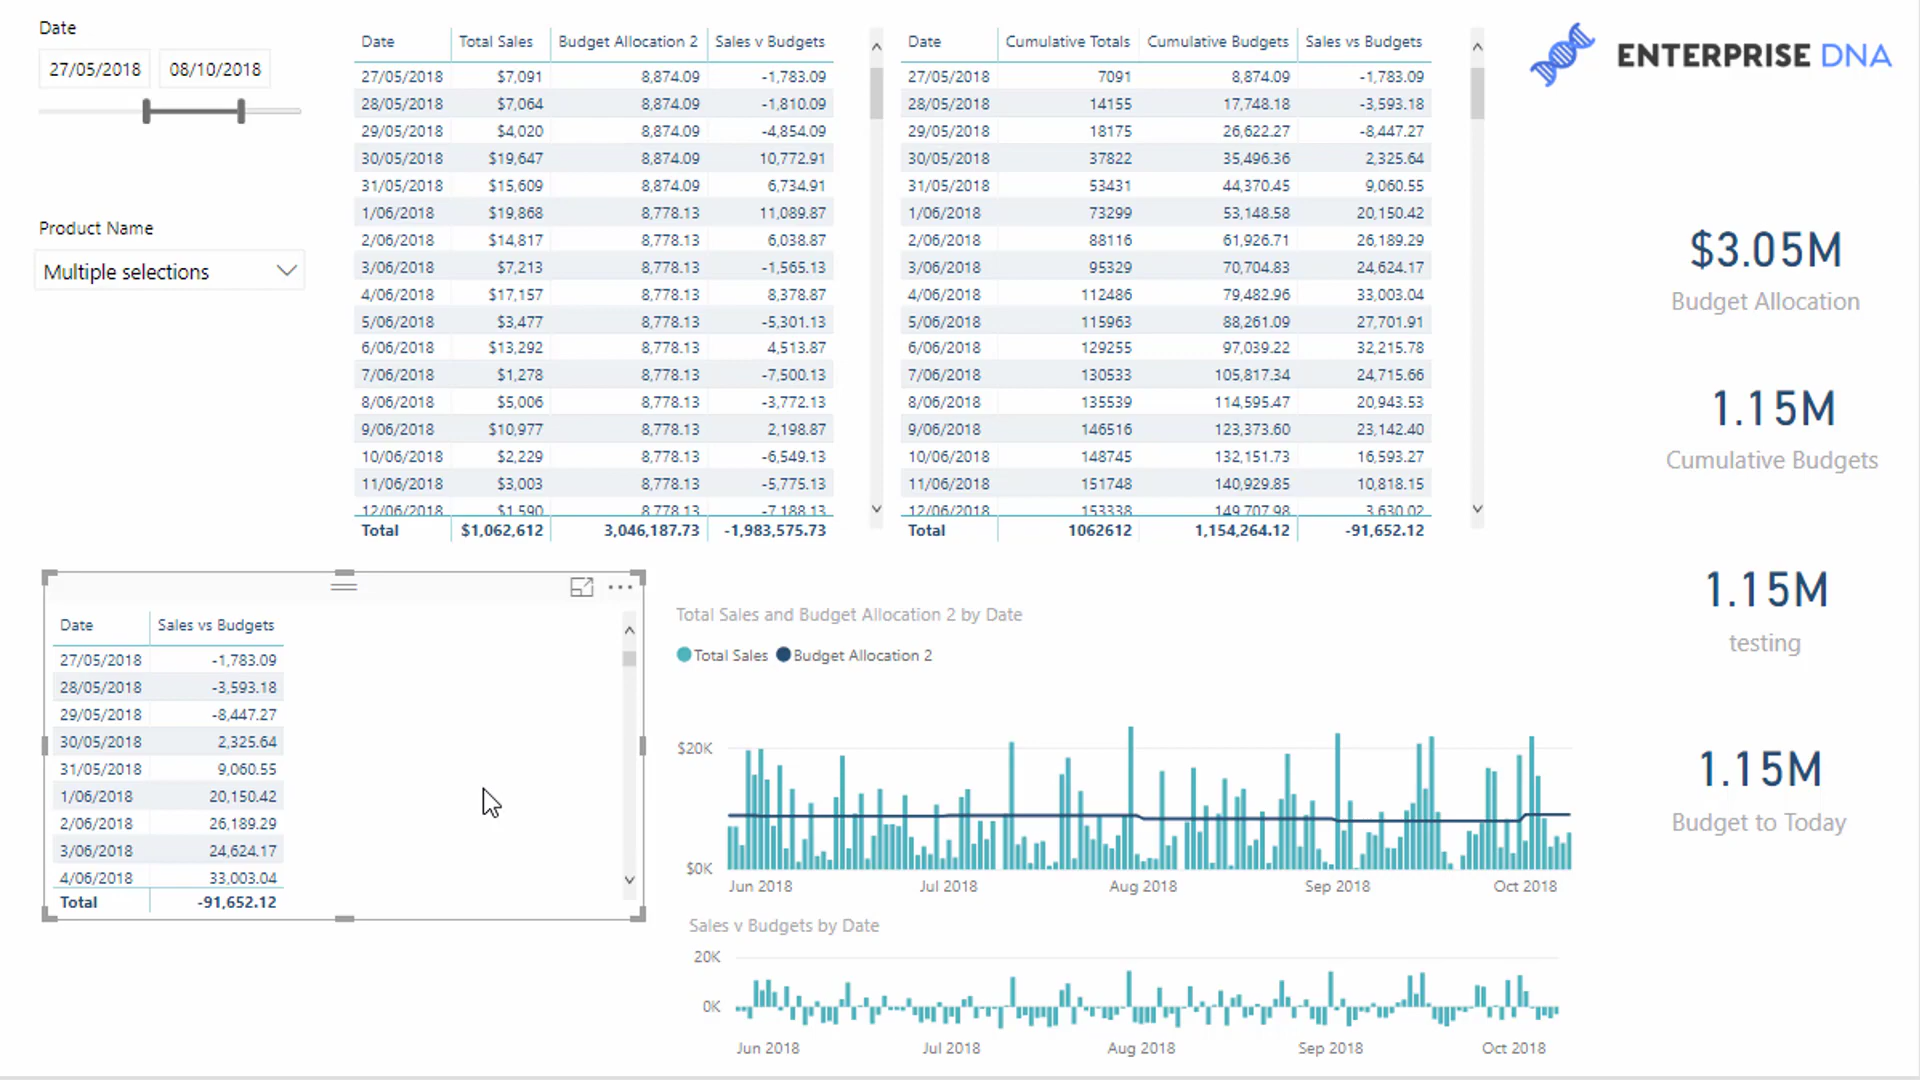 Date
27/05/2018 08/10/2018
Product Name
Multiple selections
Date Total Sales Budget Allocation 2 Sales v Budgets
27/05/2018 $7,091 8,874.09 -1,783.09
28/05/2018 $7,064 8,874.09 -1,810.09
29/05/2018 $4,020 8,874.09 -4,854.09
30/05/2018 $19,647 8,874.09 10,772.91
31/05/2018 $15,609 8,874.09 6,734.91
1/06/2018 $19,868 8,778.13 11,089.87
2/06/2018 $14,817 8,778.13 6,038.87
3/06/2018 $7,213 8,778.13 -1,565.13
4/06/2018 $17,157 8,778.13 8,378.87
5/06/2018 $3,477 8,778.13 -5,301.13
6/06/2018 $13,292 8,778.13 4,513.87
7/06/2018 $1,278 8,778.13 -7,500.13
8/06/2018 $5,006 8,778.13 -3,772.13
9/06/2018 $10,977 8,778.13 2,198.87
10/06/2018 $2,229 8,778.13 -6,549.13
11/06/2018 $3,003 8,778.13 -5,775.13
12/06/2018 $1,590 8,778.13 -7,188.13
Total $1,062,612 3,046,187.73 -1,983,575.73
Date Cumulative Totals Cumulative Budgets Sales vs Budgets
27/05/2018 7091 8,874.09 -1,783.09
28/05/2018 14155 17,748.18 -3,593.18
29/05/2018 18175 26,622.27 -8,447.27
30/05/2018 37822 35,496.36 2,325.64
31/05/2018 53431 44,370.45 9,060.55
1/06/2018 73299 53,148.58 20,150.42
2/06/2018 88116 61,926.71 26,189.29
3/06/2018 95329 70,704.83 24,624.17
4/06/2018 112486 79,482.96 33,003.04
5/06/2018 115963 88,261.09 27,701.91
6/06/2018 129255 97,039.22 32,215.78
7/06/2018 130533 105,817.34 24,715.66
8/06/2018 135539 114,595.47 20,943.53
9/06/2018 146516 123,373.60 23,142.40
10/06/2018 148745 132,151.73 16,593.27
11/06/2018 151748 140,929.85 10,818.15
12/06/2018 153338 149,707.98 3,630.02
Total 1062612 1,154,264.12 -91,652.12
ENTERPRISE DNA
$3.05M
Budget Allocation
1.15M
Cumulative Budgets
1.15M
testing
1.15M
Budget to Today
Date Sales vs Budgets
27/05/2018 -1,783.09
28/05/2018 -3,593.18
29/05/2018 -8,447.27
30/05/2018 2,325.64
31/05/2018 9,060.55
1/06/2018 20,150.42
2/06/2018 26,189.29
3/06/2018 24,624.17
4/06/2018 33,003.04
Total -91,652.12
Total Sales and Budget Allocation 2 by Date
Total Sales Budget Allocation 2
$20K
$0K
Jun 2018 Jul 2018 Aug 2018 Sep 2018 Oct 2018
Sales v Budgets by Date
20K
0K
Jun 2018 Jul 2018 Aug 2018 Sep 2018 Oct 2018